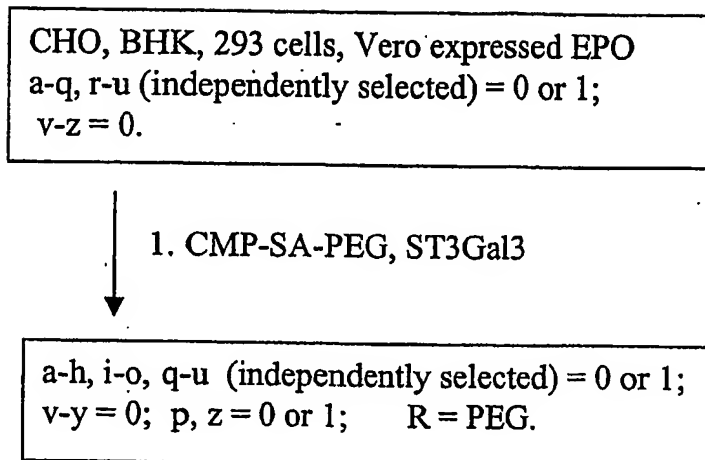 CHO, BHK, 293 cells, Vero expressed EPO
a-q, r-u (independently selected) = 0 or 1;
v-z = 0.
1. CMP-SA-PEG, ST3Gal3
a-h, i-o, q-u (independently selected) = 0 or 1;
v-y = 0; p, z = 0 or 1; R = PEG.